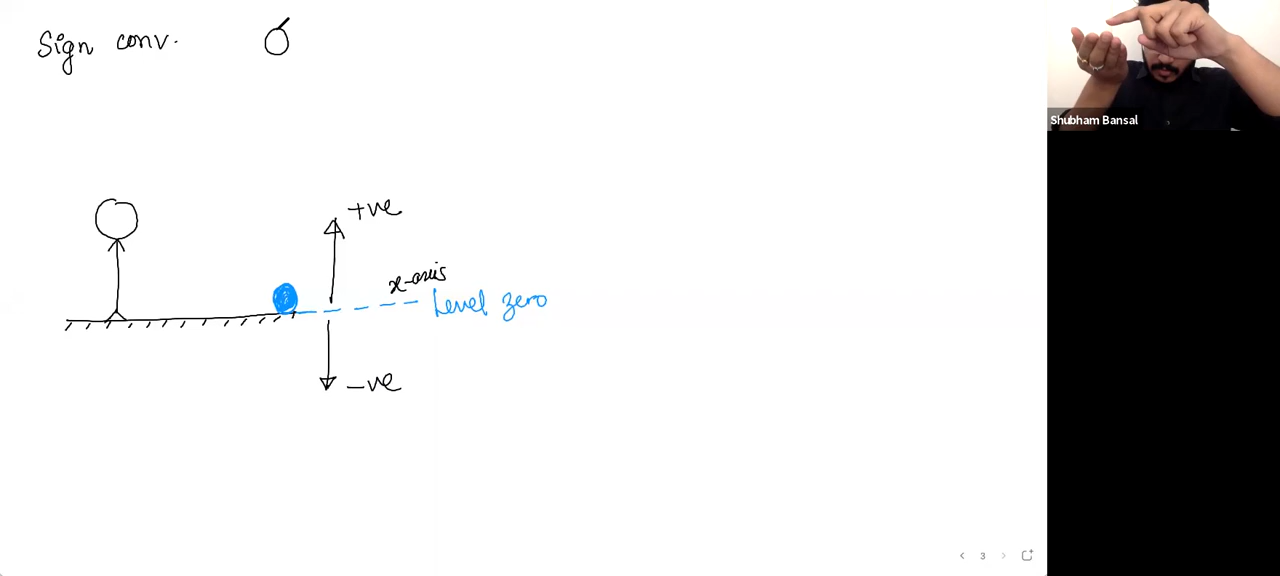 Sign conv.
Shubham Bansal
+ve
x-axis
Level zero
-ve
3